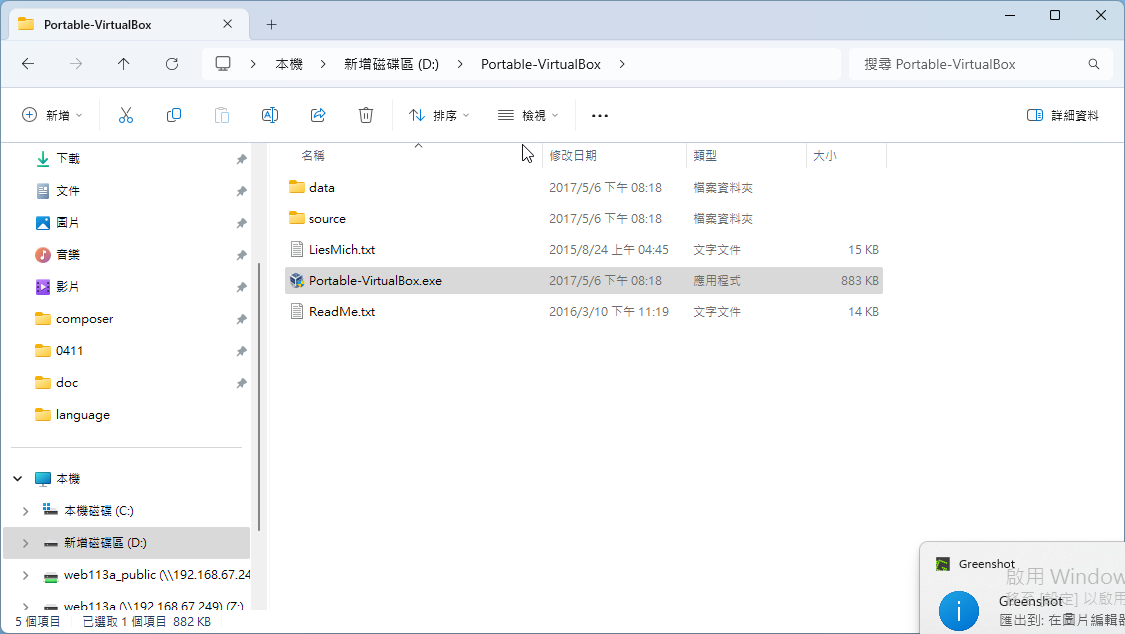 Portable-VirtualBox
本機 新增磁碟區 (D:) Portable-VirtualBox
搜尋 Portable-VirtualBox
新增 排序 檢視 詳細資料
名稱 修改日期 類型 大小
data 2017/5/6 下午 08:18 檔案資料夾
source 2017/5/6 下午 08:18 檔案資料夾
LiesMich.txt 2015/8/24 上午 04:45 文字文件 15 KB
Portable-VirtualBox.exe 2017/5/6 下午 08:18 應用程式 883 KB
ReadMe.txt 2016/3/10 下午 11:19 文字文件 14 KB
下載
文件
圖片
音樂
影片
composer
0411
doc
language
本機
本機磁碟 (C:)
新增磁碟區 (D:)
web113a_public (\\192.168.67.24
web113a (\\192.168.67.249) (Z:)
5 個項目 已選取 1 個項目 882 KB
Greenshot
啟用 Window
移至 [設定] 以啟用
Greenshot
匯出到: 在圖片編輯器